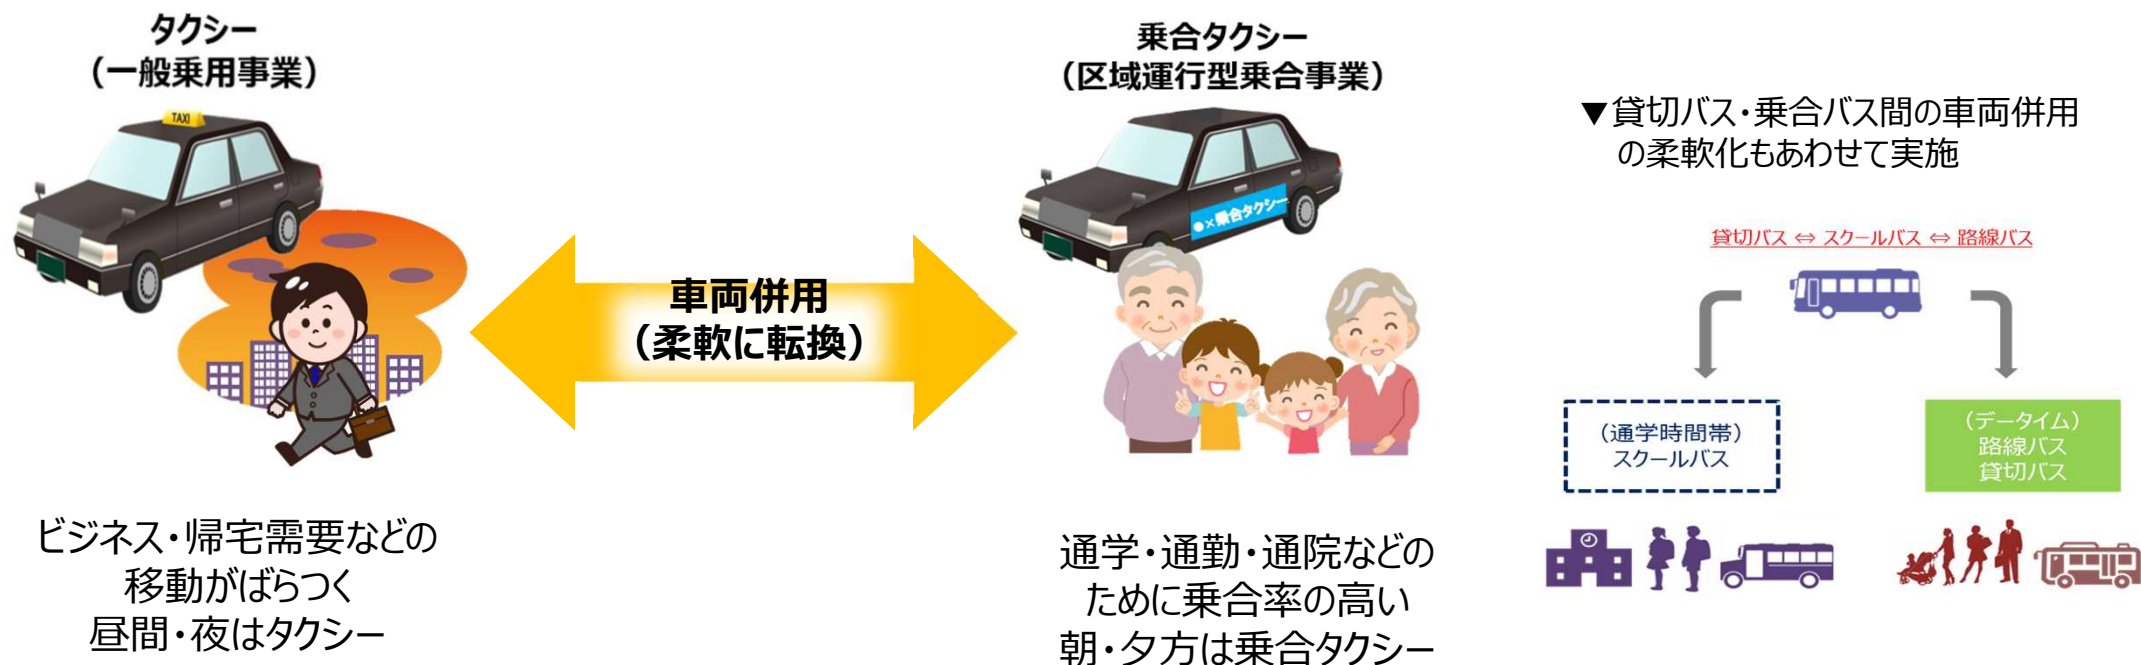 タクシー
（一般乗用事業）
TAXI
ビジネス・帰宅需要などの
移動がばらつく
昼間・夜はタクシー
車両併用
（柔軟に転換）
乗合タクシー
（区域運行型乗合事業）
●×乗合タクシー
通学・通勤・通院などの
ために乗合率の高い
朝・夕方は乗合タクシー
▼貸切バス・乗合バス間の車両併用
の柔軟化もあわせて実施
貸切バス ⇔ スクールバス ⇔ 路線バス
（通学時間帯）
スクールバス
（データイム）
路線バス
貸切バス